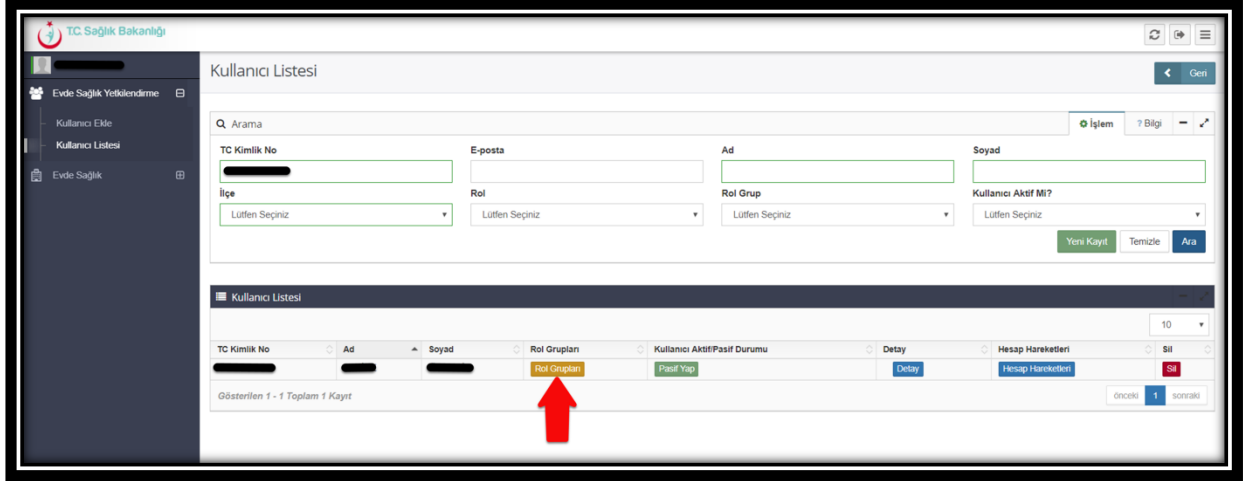 T.C. Sağlık Bakanlığı
Kullanıcı Listesi
Geri
Evde Sağlık Yetkilendirme
Kullanıcı Ekle
Kullanıcı Listesi
Evde Sağlık
Arama
İşlem ? Bilgi
TC Kimlik No E-posta Ad Soyad
İlçe Rol Rol Grup Kullanıcı Aktif Mi?
Lütfen Seçiniz Lütfen Seçiniz Lütfen Seçiniz Lütfen Seçiniz
Yeni Kayıt Temizle Ara
Kullanıcı Listesi
10
TC Kimlik No Ad Soyad Rol Grupları Kullanıcı Aktif/Pasif Durumu Detay Hesap Hareketleri Sil
Rol Grupları Pasif Yap Detay Hesap Hareketleri Sil
Gösterilen 1 - 1 Toplam 1 Kayıt
önceki 1 sonraki